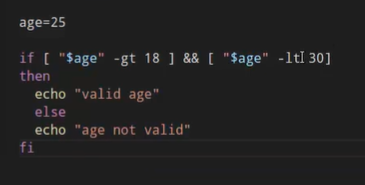 age=25
if [ "$age" -gt 18 ] && [ "$age" -lt 30]
then
  echo "valid age"
  else
  echo "age not valid"
fi